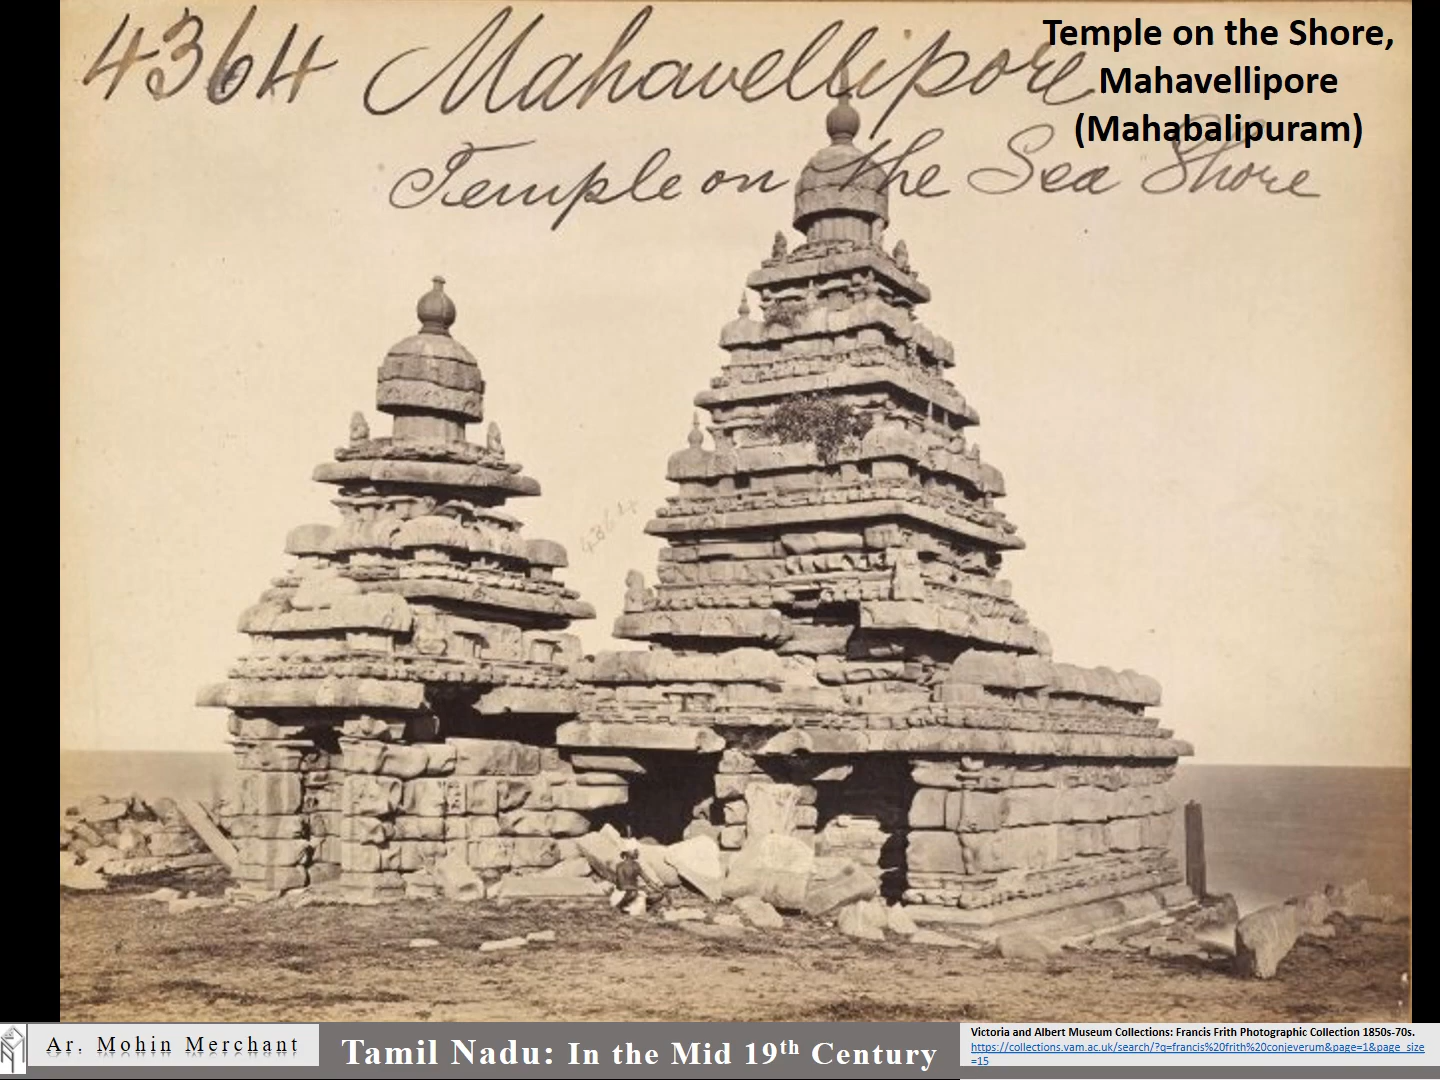 4364 Mahavellipore
Temple on the Sea Shore
Temple on the Shore,
Mahavellipore
(Mahabalipuram)
4364
Ar. Mohin Merchant
Tamil Nadu: In the Mid 19th Century
Victoria and Albert Museum Collections: Francis Frith Photographic Collection 1850s-70s.
https://collections.vam.ac.uk/search/?q=francis%20frith%20conjeverum&page=1&page_size
=15